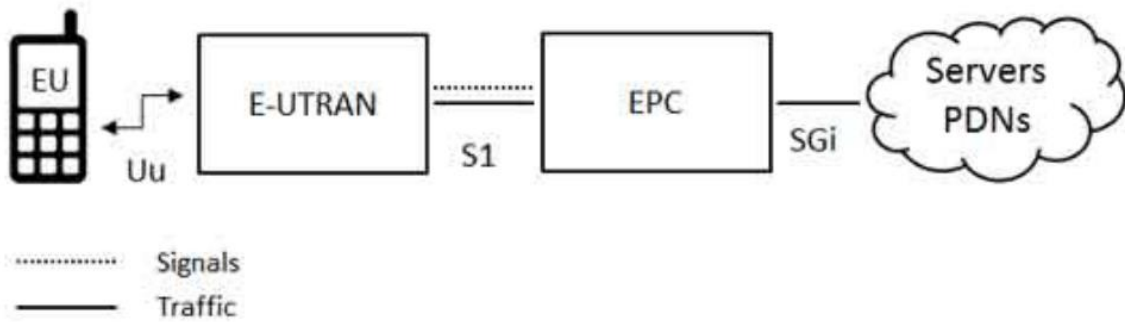 EU
Uu
E-UTRAN
S1
EPC
SGi
Servers
PDNs
Signals
Traffic